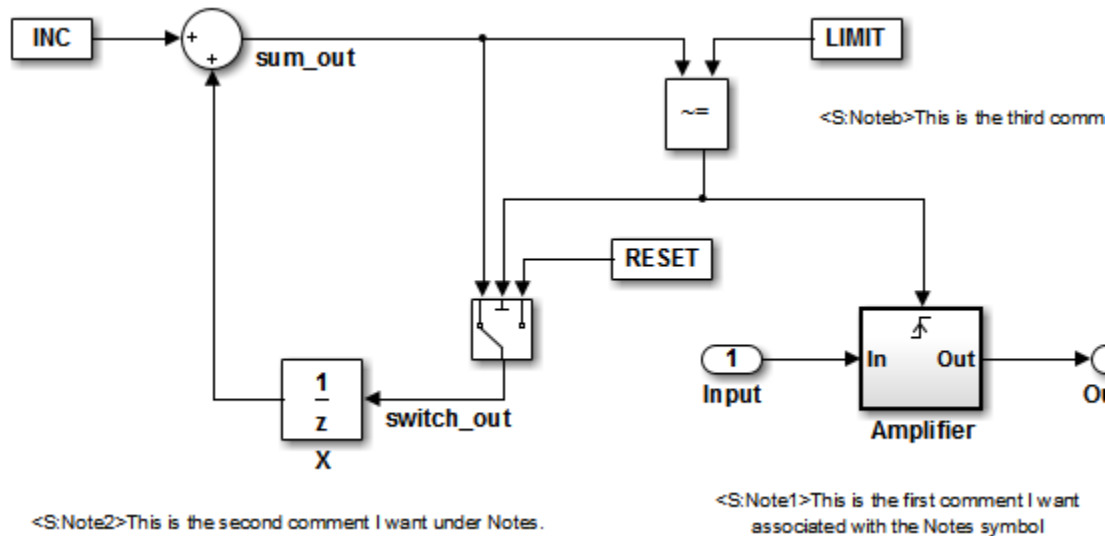 INC
+
+
sum_out
LIMIT
~=
<S:Noteb>This is the third
RESET
1
z
X
switch_out
1
Input
In Out
Amplifier
<S:Note2>This is the second comment I want under Notes.
<S:Note1>This is the first comment I want
associated with the Notes symbol